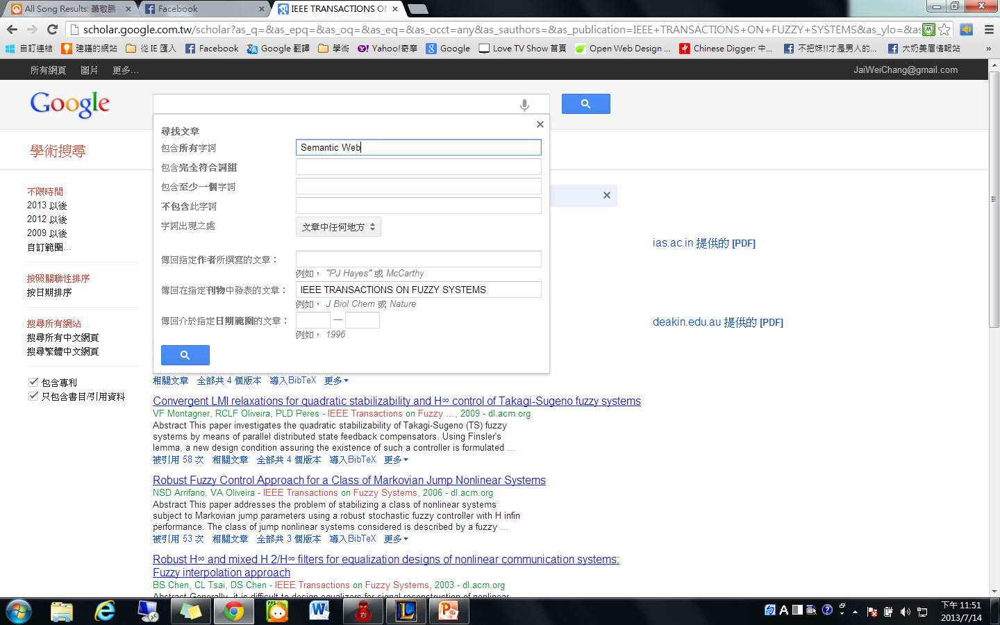 All Song Results: 蕭敬騰
Facebook
IEEE TRANSACTIONS ON
scholar.google.com.tw/scholar?as_q=&as_epq=&as_oq=&as_eq=&as_occt=any&as_sauthors=&as_publication=IEEE+TRANSACTIONS+ON+FUZZY+SYSTEMS&as_ylo=&as
自訂連結 建議的網站 從 IE 匯入 Facebook Google 翻譯 學術 Yahoo!奇摩 Google Love TV Show 首頁 Open Web Design ... Chinese Digger: 中... 不把妹!!才是男人的... 大奶美眉情報站 »
所有網頁 圖片 更多... JaiWeiChang@gmail.com
Google
學術搜尋
尋找文章
包含所有字詞 Semantic Web
包含完全符合詞組
包含至少一個字詞
不包含此字詞
字詞出現之處 文章中任何地方
傳回指定作者所撰寫的文章：
例如， "PJ Hayes" 或 McCarthy
傳回在指定刊物中發表的文章： IEEE TRANSACTIONS ON FUZZY SYSTEMS
例如， J Biol Chem 或 Nature
傳回介於指定日期範圍的文章： —
例如， 1996
不限時間
2013 以後
2012 以後
2009 以後
自訂範圍...
按照關聯性排序
按日期排序
搜尋所有網站
搜尋所有中文網頁
搜尋繁體中文網頁
包含專利
只包含書目/引用資料
ias.ac.in 提供的 [PDF]
deakin.edu.au 提供的 [PDF]
相關文章 全部共 4 個版本 導入BibTeX 更多
Convergent LMI relaxations for quadratic stabilizability and H∞ control of Takagi-Sugeno fuzzy systems
VF Montagner, RCLF Oliveira, PLD Peres - IEEE Transactions on Fuzzy ..., 2009 - dl.acm.org
Abstract This paper investigates the quadratic stabilizability of Takagi-Sugeno (TS) fuzzy
systems by means of parallel distributed state feedback compensators. Using Finsler's
lemma, a new design condition assuring the existence of such a controller is formulated ...
被引用 58 次 相關文章 全部共 4 個版本 導入BibTeX 更多
Robust Fuzzy Control Approach for a Class of Markovian Jump Nonlinear Systems
NSD Arrifano, VA Oliveira - IEEE Transactions on Fuzzy Systems, 2006 - dl.acm.org
Abstract This paper addresses the problem of stabilizing a class of nonlinear systems
subject to Markovian jump parameters using a robust stochastic fuzzy controller with H infin
performance. The class of jump nonlinear systems considered is described by a fuzzy ...
被引用 53 次 相關文章 全部共 3 個版本 導入BibTeX 更多
Robust H∞ and mixed H 2/H∞ filters for equalization designs of nonlinear communication systems:
Fuzzy interpolation approach
BS Chen, CL Tsai, DS Chen - IEEE Transactions on Fuzzy Systems, 2003 - dl.acm.org
Abstract Generally, it is difficult to design equalizers for signal reconstruction of nonlinear
下午 11:51
2013/7/14